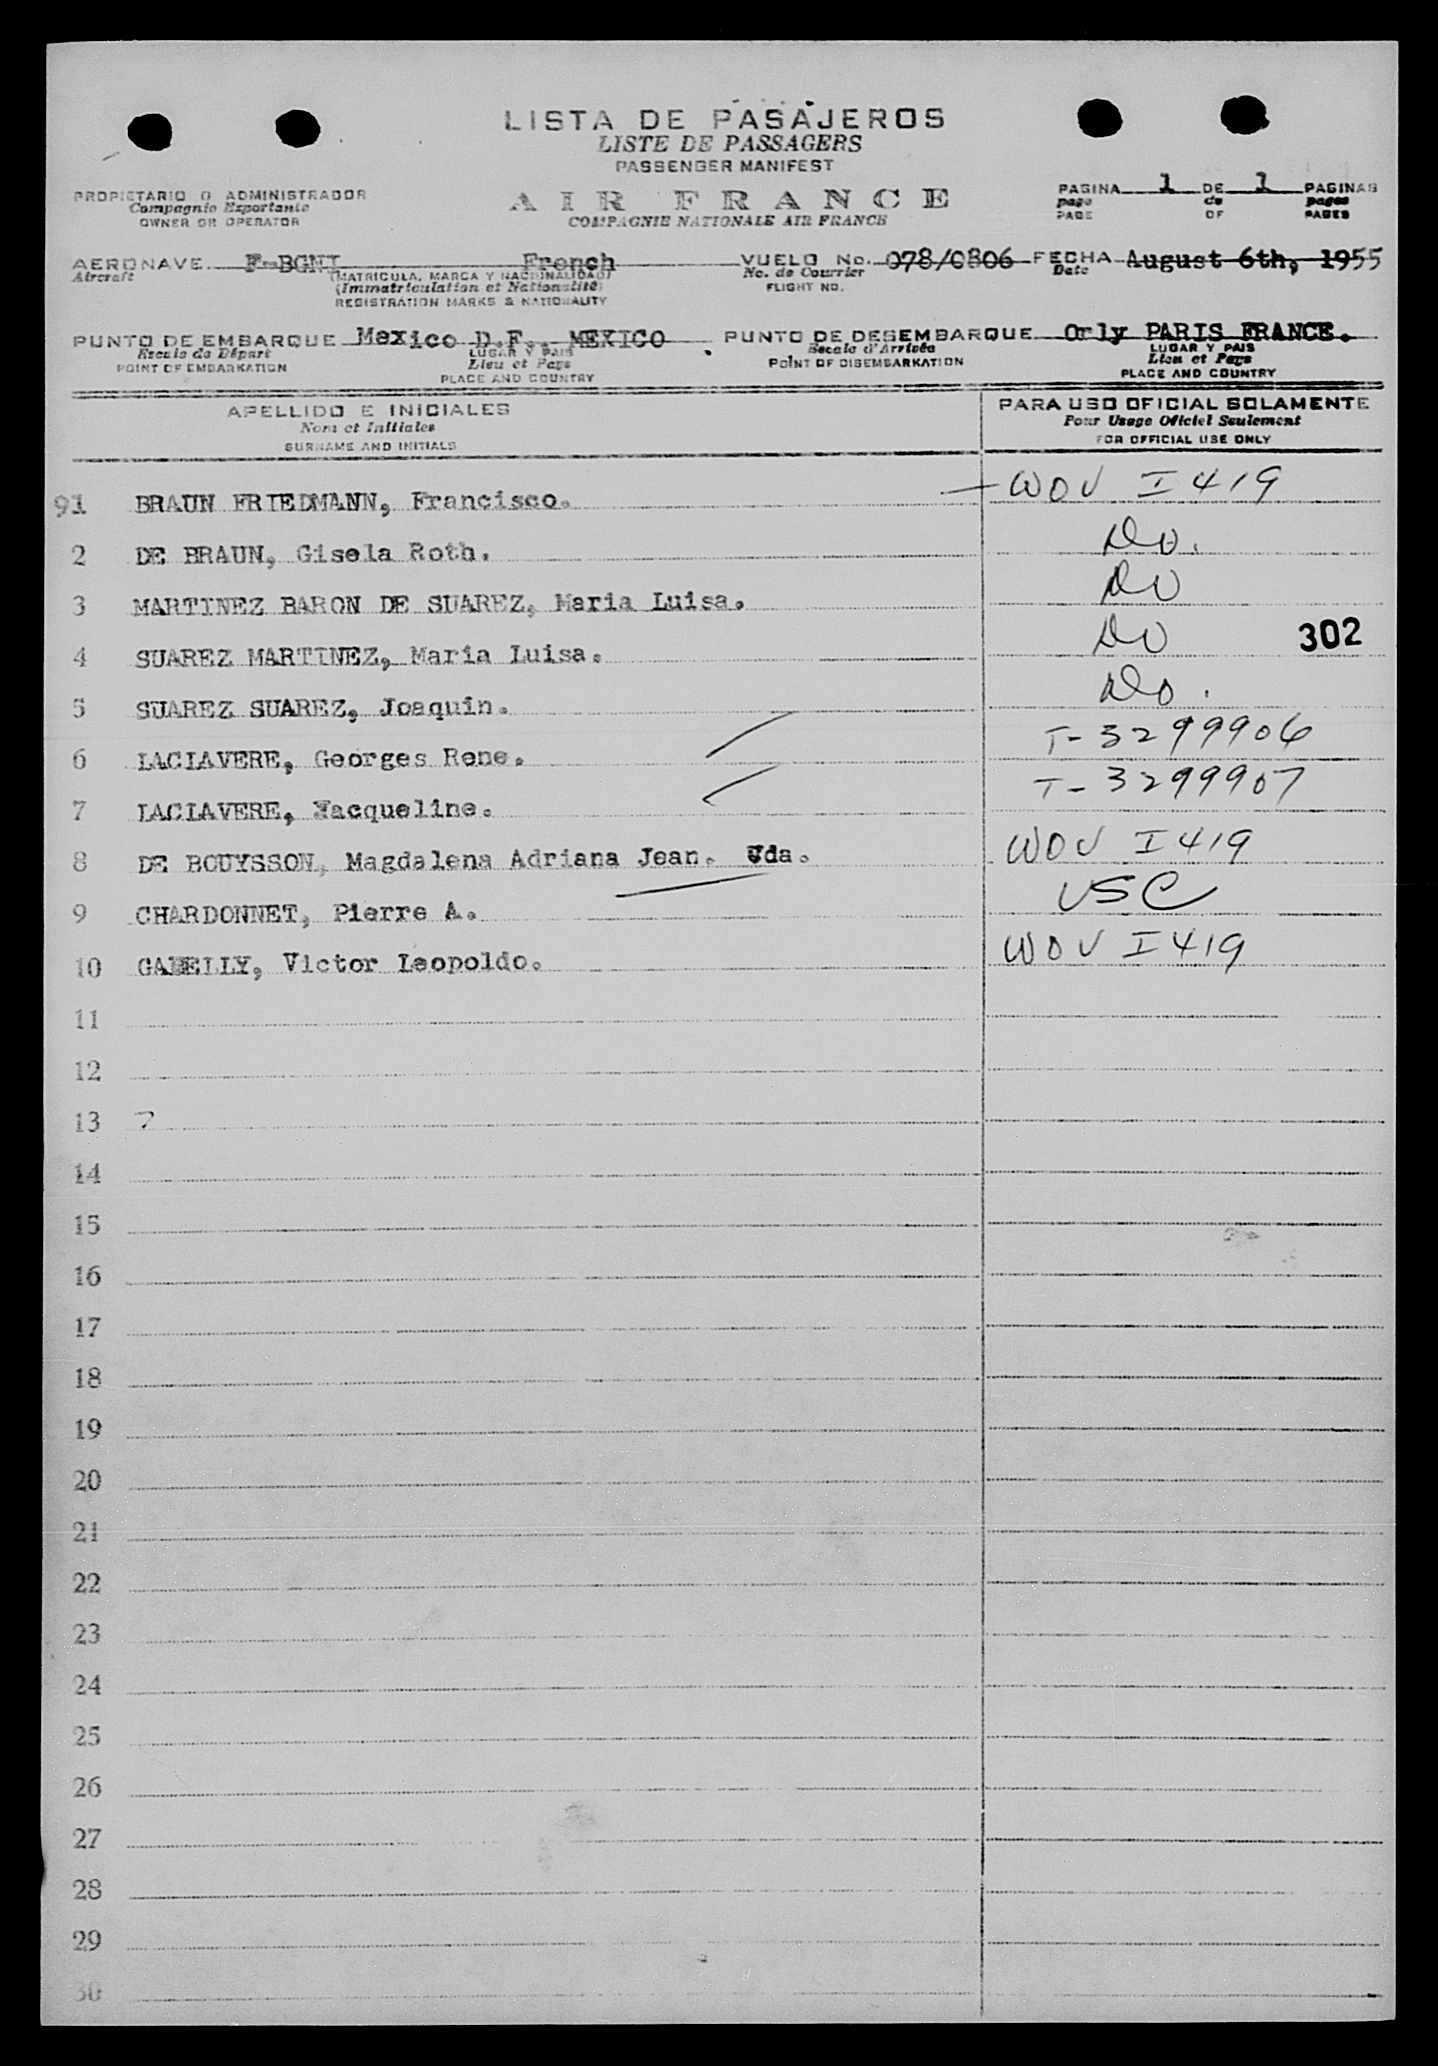 LISTA DE PASAJEROS
LISTE DE PASSAGERS
PASSENGER MANIFEST
PROPIETARIO O ADMINISTRADOR
Compagnie Exportante
OWNER OR OPERATOR
AIR FRANCE
COMPAGNIE NATIONALE AIR FRANCE
PAGINA 1 DE 1 PAGINAS
page de pages
PAGE OF PAGES
AERONAVE F-BGNI French VUELO No. 078/0806 FECHA August 6th, 1955
Aircraft (MATRICULA, MARCA Y NACIONALIDAD) No. de Courrier Date
(Immatriculation et Nationalité) FLIGHT NO.
REGISTRATION MARKS & NATIONALITY
PUNTO DE EMBARQUE Mexico D.F.. MEXICO PUNTO DE DESEMBARQUE Orly PARIS FRANCE.
Escale de Départ LUGAR Y PAIS Escale d'Arrivée LUGAR Y PAIS
POINT OF EMBARKATION Lieu et Pays POINT OF DISEMBARKATION Lieu et Pays
PLACE AND COUNTRY PLACE AND COUNTRY
APELLIDO E INICIALES PARA USO OFICIAL SOLAMENTE
Nom et Initiales Pour Usage Officiel Seulement
SURNAME AND INITIALS FOR OFFICIAL USE ONLY
91 BRAUN FRIEDMANN, Francisco. WOV I 419
2 DE BRAUN, Gisela Roth. Do.
3 MARTINEZ BARON DE SUAREZ, Maria Luisa. Do
4 SUAREZ MARTINEZ, Maria Luisa. Do 302
5 SUAREZ SUAREZ, Joaquin. Do.
6 LACLAVERE, Georges Rene. T-3299906
7 LACLAVERE, Jacqueline. T-3299907
8 DE BOUYSSON, Magdalena Adriana Jean. Vda. WOV I 419
9 CHARDONNET, Pierre A. USC
10 GABELLY, Victor Leopoldo. WOV I 419
11
12
13
14
15
16
17
18
19
20
21
22
23
24
25
26
27
28
29
30